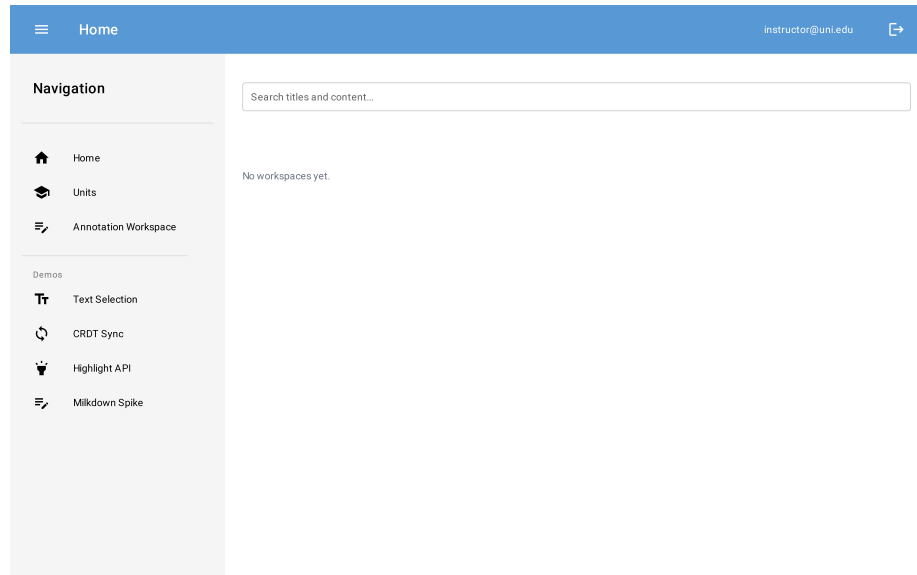 Home
instructor@uni.edu
Navigation
Search titles and content...
No workspaces yet.
Home
Units
Annotation Workspace
Demos
Text Selection
CRDT Sync
Highlight API
Milkdown Spike